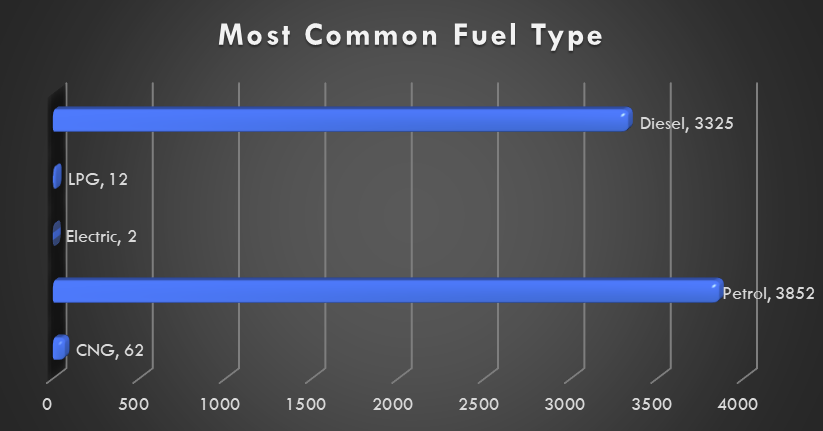 Most Common Fuel Type
Diesel, 3325
LPG, 12
Electric, 2
Petrol, 3852
CNG, 62
0 500 1000 1500 2000 2500 3000 3500 4000